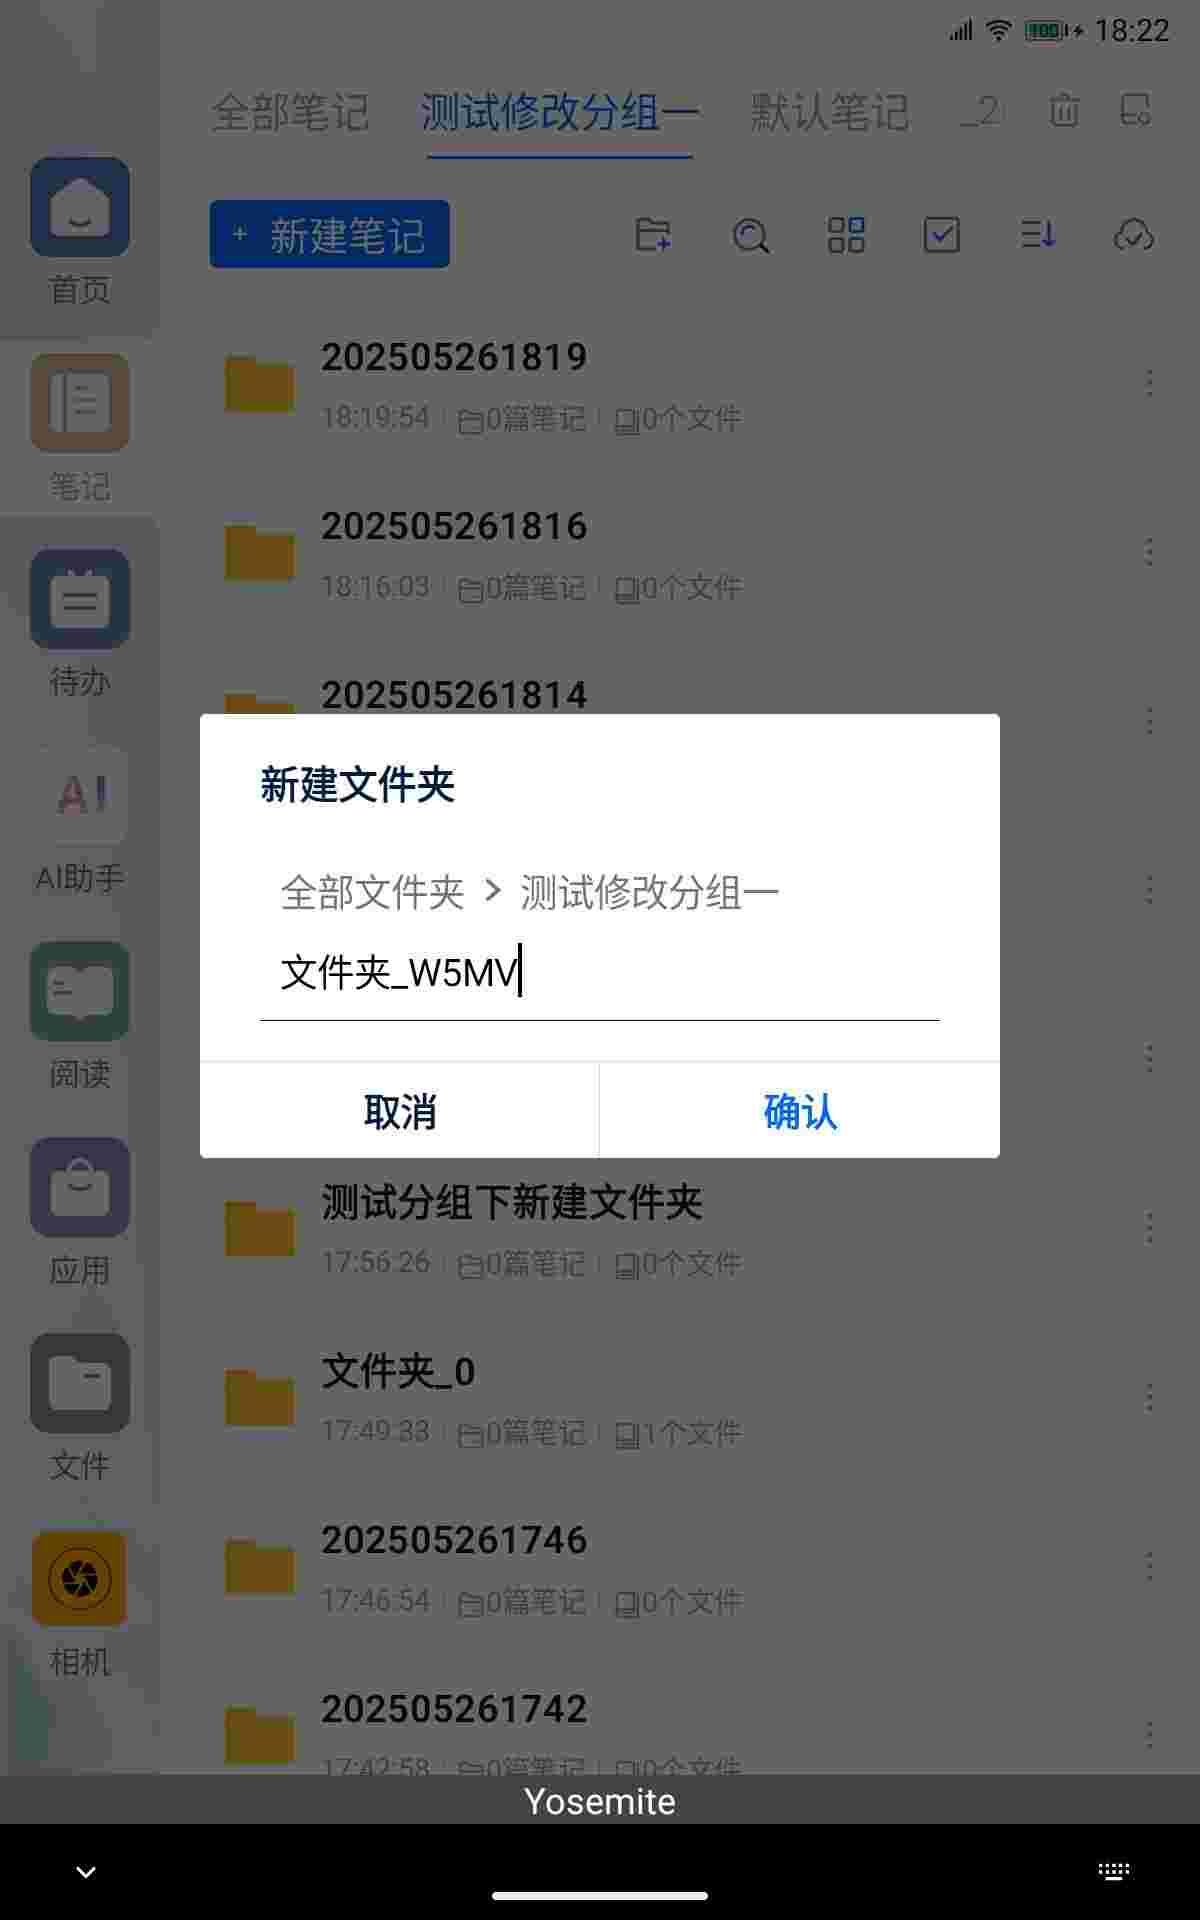 100 18:22
全部笔记 测试修改分组一 默认笔记 _2
+ 新建笔记
首页
笔记
待办
AI
AI助手
阅读
应用
文件
相机
202505261819
18:19:54 0篇笔记 0个文件
202505261816
18:16:03 0篇笔记 0个文件
202505261814
新建文件夹
全部文件夹 > 测试修改分组一
文件夹_W5MV
取消 确认
测试分组下新建文件夹
17:56:26 0篇笔记 0个文件
文件夹_0
17:49:33 0篇笔记 1个文件
202505261746
17:46:54 0篇笔记 0个文件
202505261742
17:42:58 0篇笔记 0个文件
Yosemite